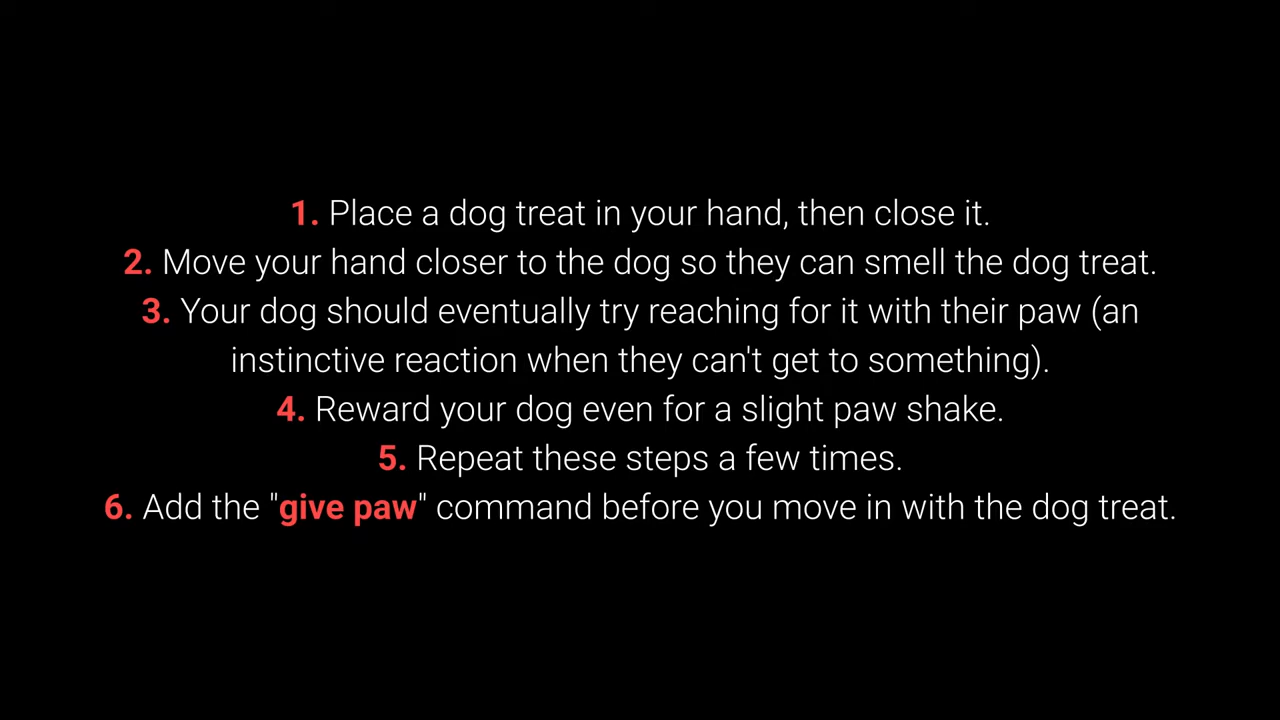 1. Place a dog treat in your hand, then close it.
2. Move your hand closer to the dog so they can smell the dog treat.
3. Your dog should eventually try reaching for it with their paw (an
instinctive reaction when they can't get to something).
4. Reward your dog even for a slight paw shake.
5. Repeat these steps a few times.
6. Add the "give paw" command before you move in with the dog treat.